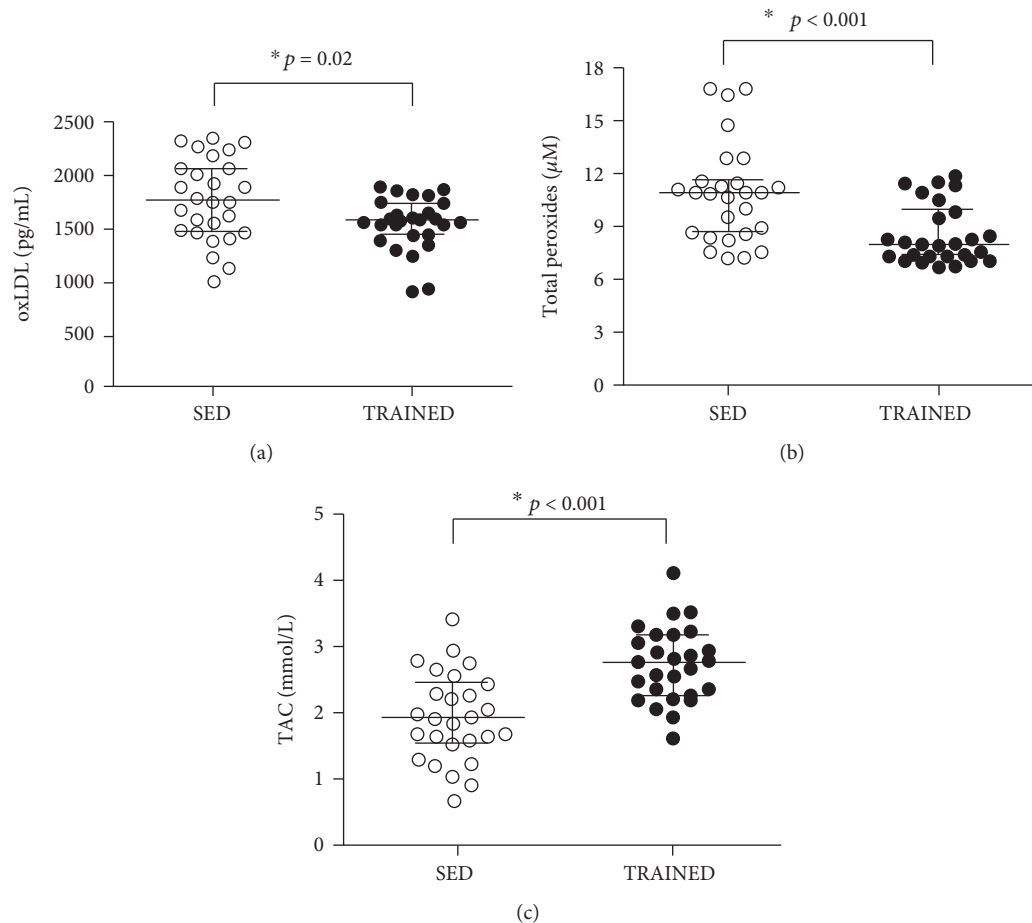 (a)
* p = 0.02
oxLDL (pg/mL)
2500
2000
1500
1000
500
0
SED
TRAINED
(b)
* p < 0.001
Total peroxides (μM)
18
15
12
9
6
3
0
SED
TRAINED
(a)
(b)
* p < 0.001
TAC (mmol/L)
5
4
3
2
1
0
SED
TRAINED
(c)